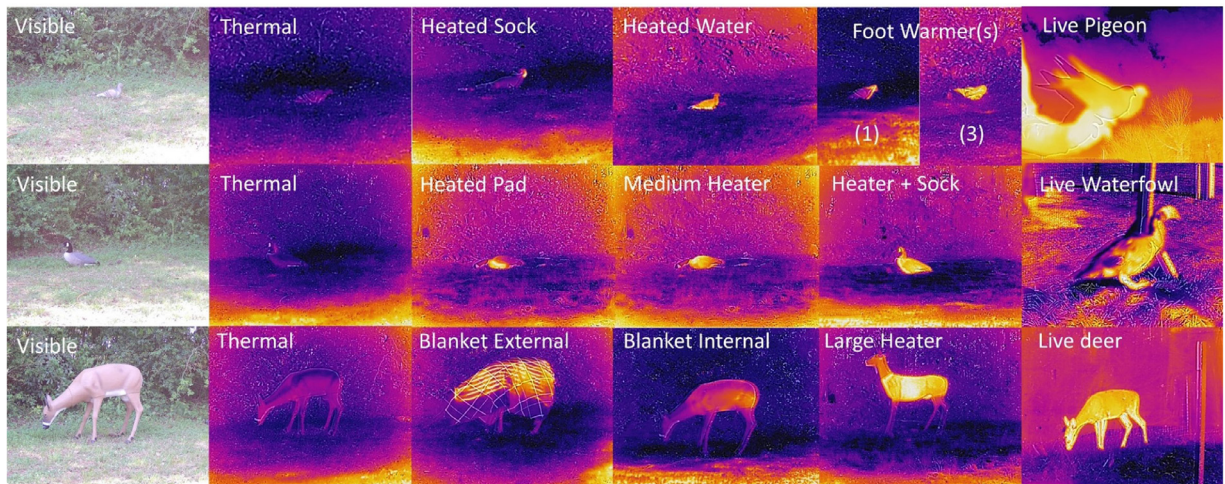 Visible
Thermal
Heated Sock
Heated Water
Foot Warmer(s)
(1)
(3)
Live Pigeon
Visible
Thermal
Heated Pad
Medium Heater
Heater + Sock
Live Waterfowl
Visible
Thermal
Blanket External
Blanket Internal
Large Heater
Live deer